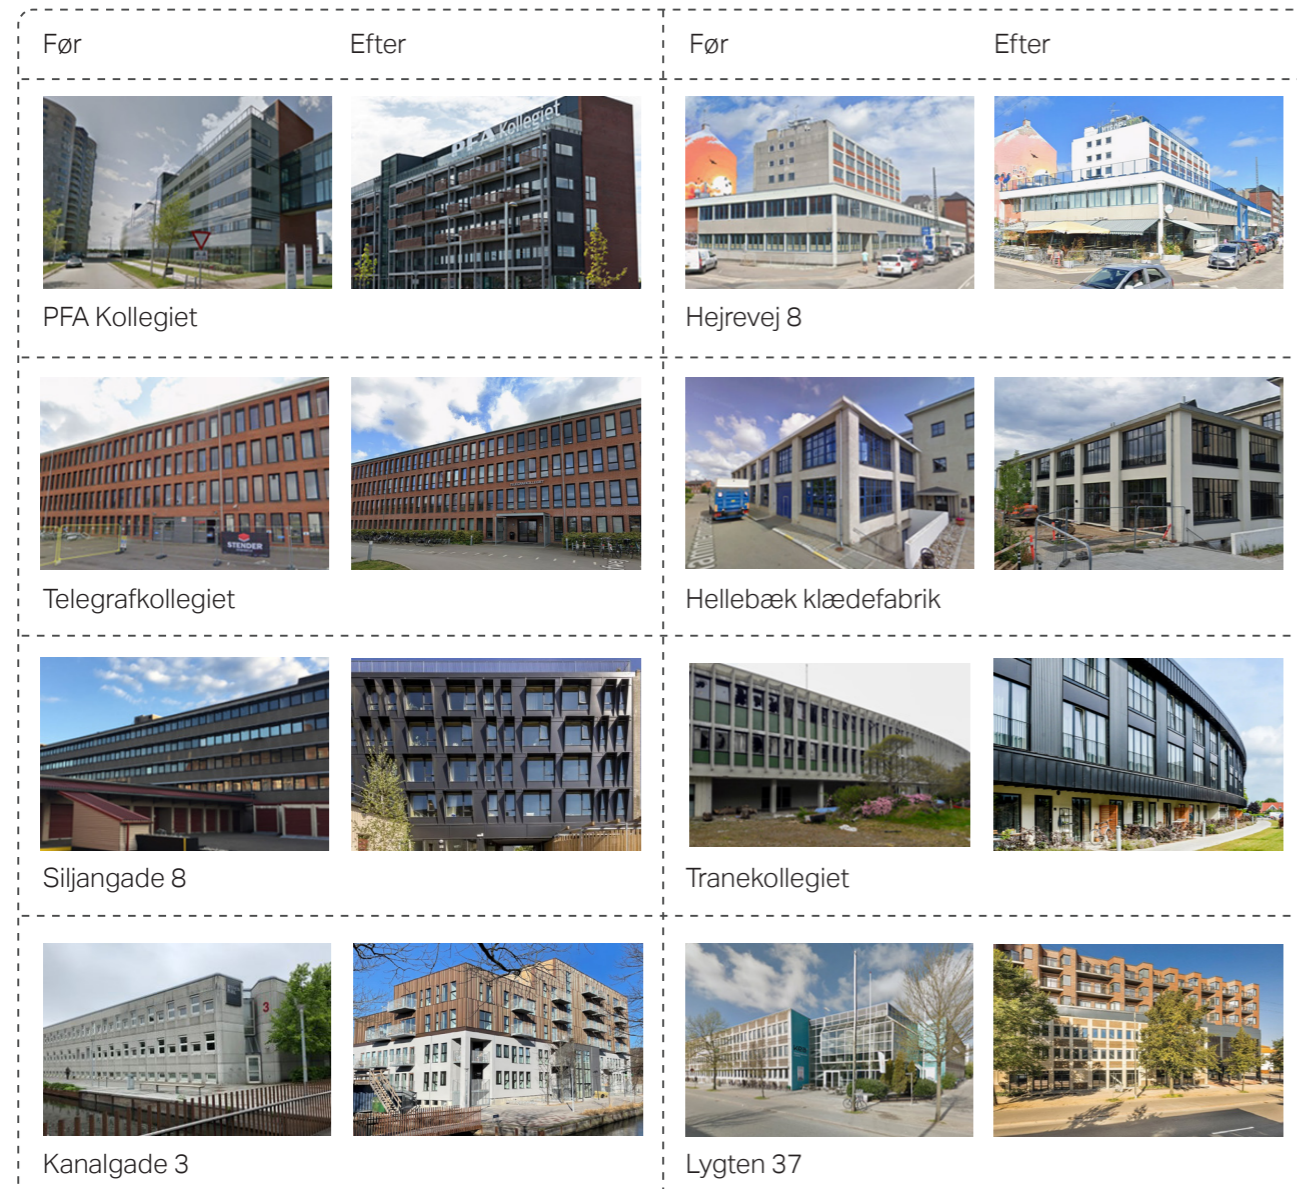 Før Efter Før Efter
PFA Kollegiet
PFA Kollegiet Hejrevej 8
STENDER
Telegrafkollegiet Hellebæk klædefabrik
Siljangade 8 Tranekollegiet
3
Kanalgade 3 Lygten 37